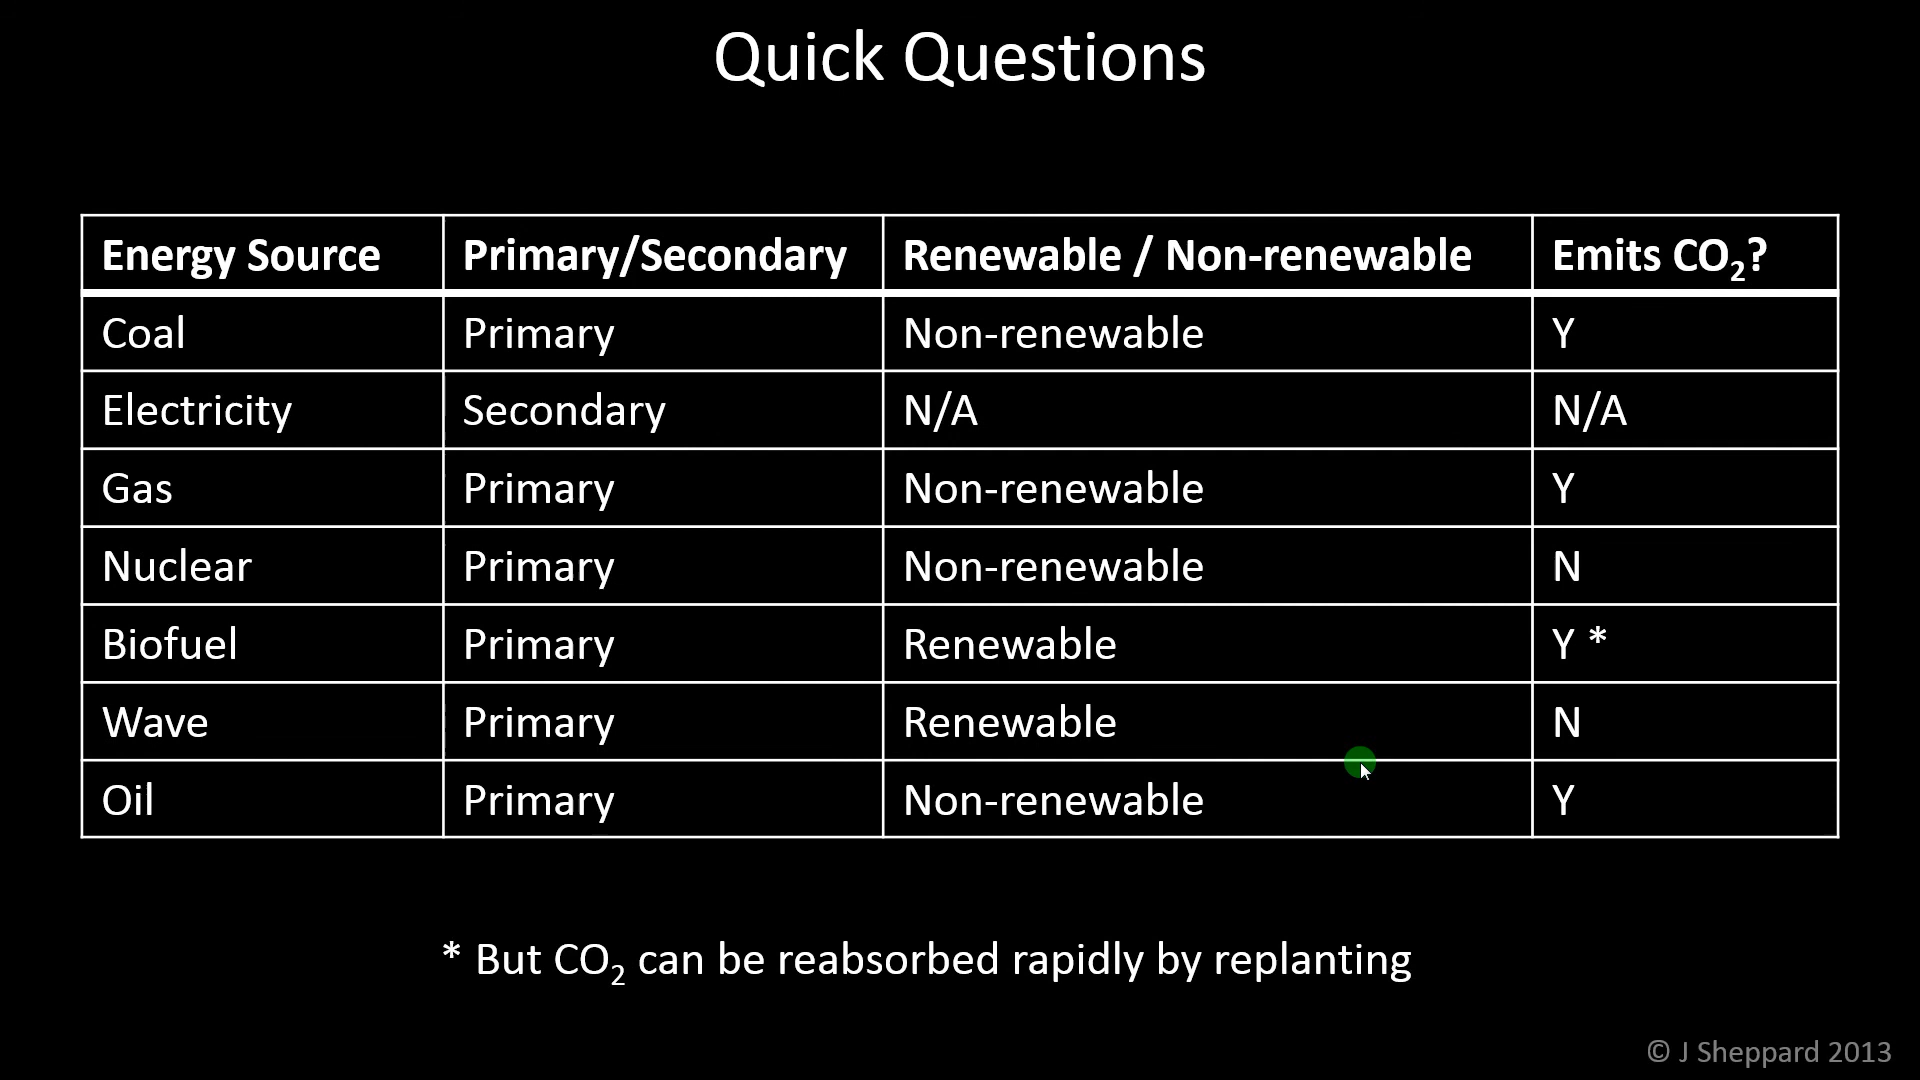 Quick Questions
Energy Source Primary/Secondary Renewable / Non-renewable Emits CO₂?
Coal Primary Non-renewable Y
Electricity Secondary N/A N/A
Gas Primary Non-renewable Y
Nuclear Primary Non-renewable N
Biofuel Primary Renewable Y *
Wave Primary Renewable N
Oil Primary Non-renewable Y
* But CO₂ can be reabsorbed rapidly by replanting
© J Sheppard 2013